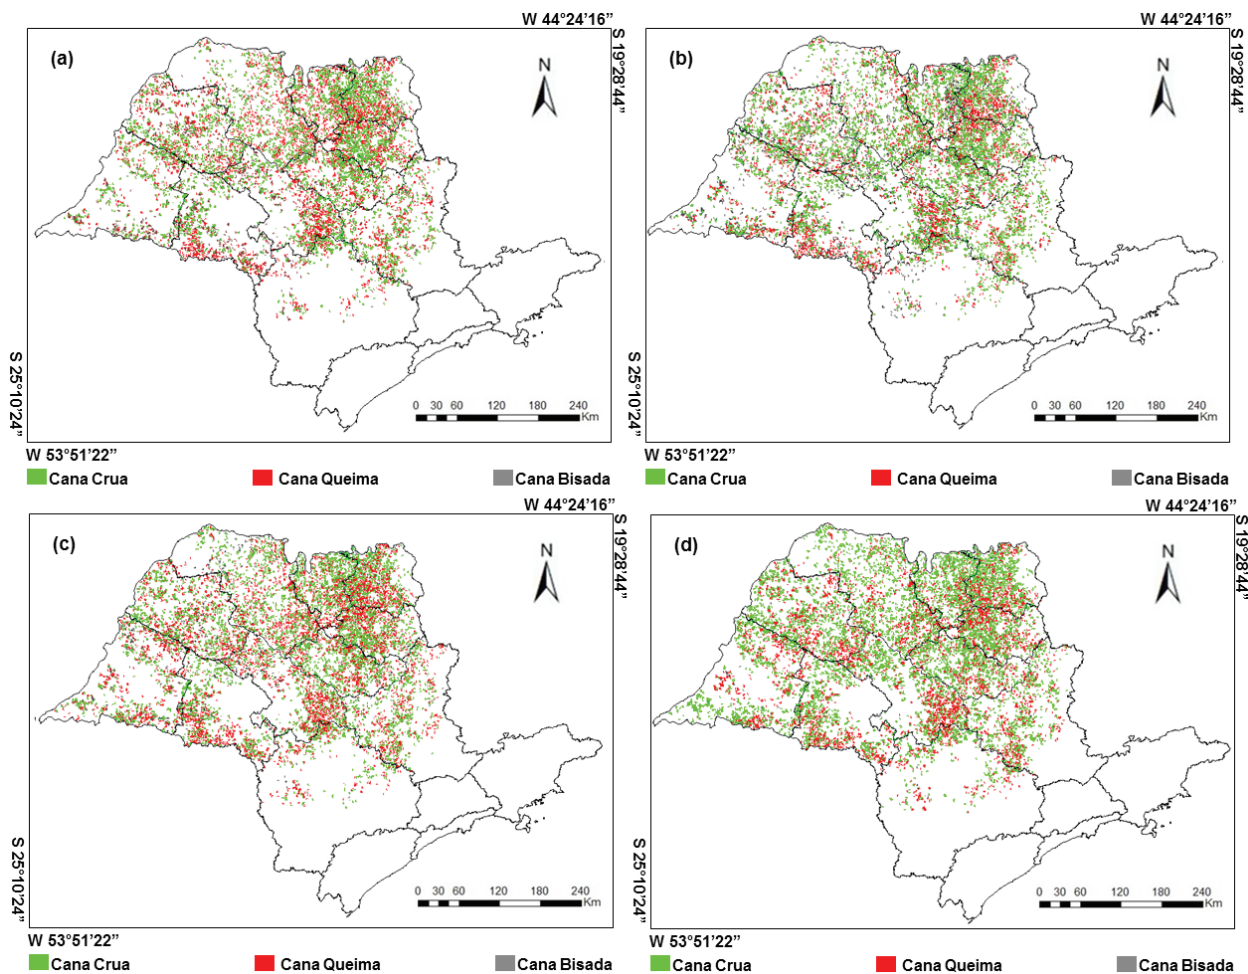 W 44°24'16”
W 44°24'16”
(a)
N
S 19°28'44”
(b)
N
S 19°28'44”
S 25°10'24”
0 30 60 120 180 240
Km
S 25°10'24”
0 30 60 120 180 240
Km
W 53°51'22”
W 53°51'22”
Cana Crua Cana Queima Cana Bisada
Cana Crua Cana Queima Cana Bisada
W 44°24'16”
W 44°24'16”
(c)
N
S 19°28'44”
(d)
N
S 19°28'44”
S 25°10'24”
0 30 60 120 180 240
Km
S 25°10'24”
0 30 60 120 180 240
Km
W 53°51'22”
W 53°51'22”
Cana Crua Cana Queima Cana Bisada
Cana Crua Cana Queima Cana Bisada